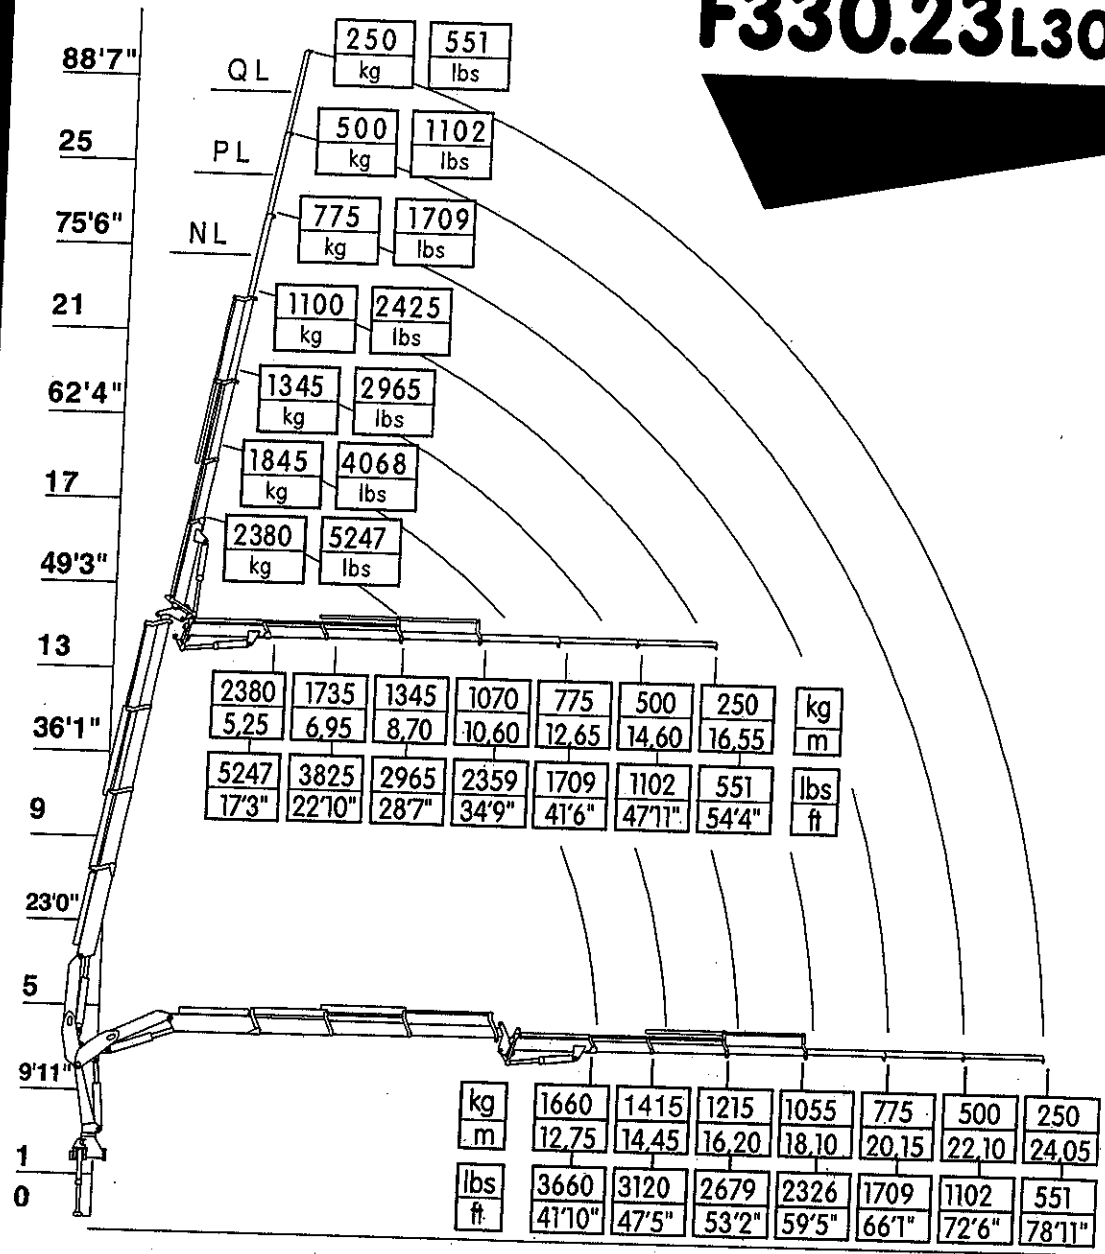 F330.23L30
88'7"
QL
250 551
kg lbs
25
PL
500 1102
kg lbs
75'6"
NL
775 1709
kg lbs
21
1100 2425
kg lbs
62'4"
1345 2965
kg lbs
17
1845 4068
kg lbs
49'3"
2380 5247
kg lbs
13
2380 1735 1345 1070 775 500 250 kg
5,25 6,95 8,70 10,60 12,65 14,60 16,55 m
36'1"
5247 3825 2965 2359 1709 1102 551 lbs
17'3" 22'10" 28'7" 34'9" 41'6" 47'11" 54'4" ft
9
23'0"
5
9'11"
kg 1660 1415 1215 1055 775 500 250
m 12,75 14,45 16,20 18,10 20,15 22,10 24,05
1
lbs 3660 3120 2679 2326 1709 1102 551
0
ft 41'10" 47'5" 53'2" 59'5" 66'1" 72'6" 78'11"